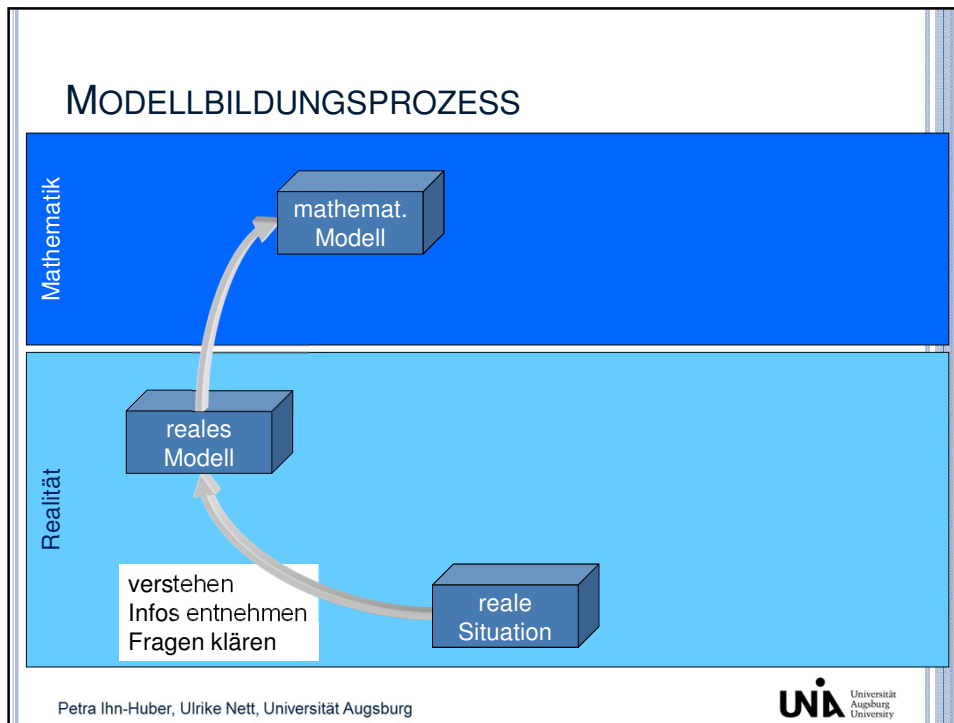 MODELLBILDUNGSPROZESS
Mathematik
mathemat.
Modell
reales
Modell
Realität
verstehen
Infos entnehmen
Fragen klären
reale
Situation
Petra Ihn-Huber, Ulrike Nett, Universität Augsburg
UNIA
Universität
Augsburg
University